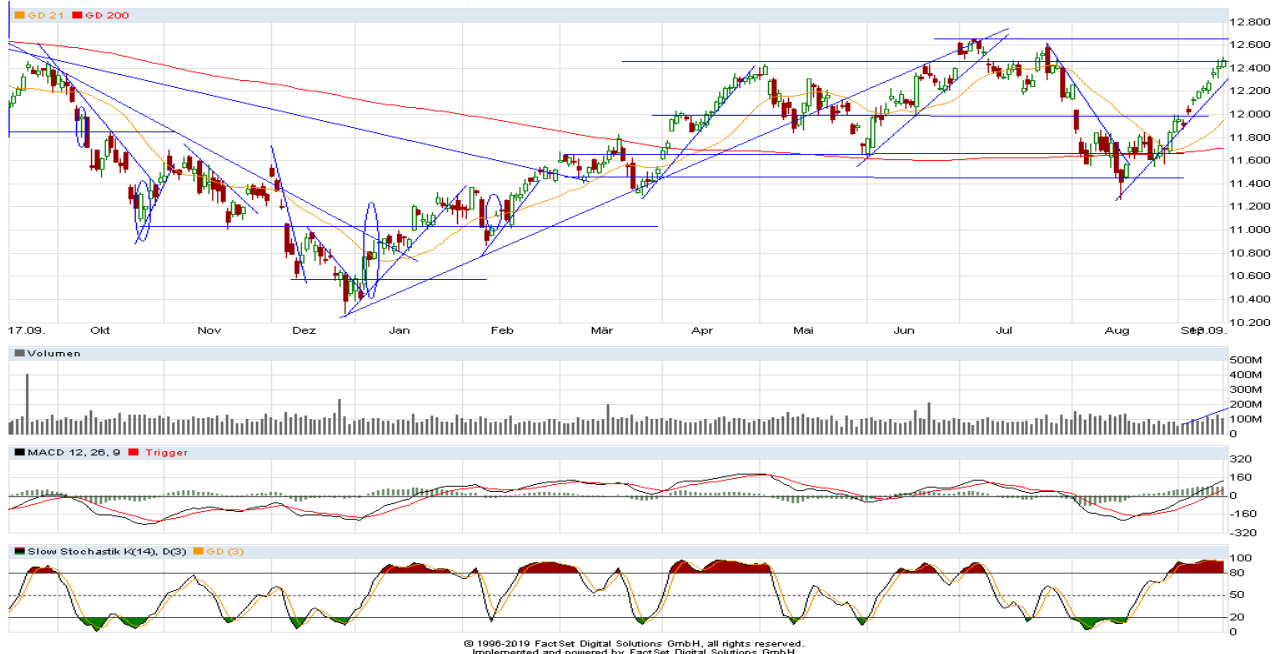 GD 21 GD 200
12.800
12.600
12.400
12.200
12.000
11.800
11.600
11.400
11.200
11.000
10.800
10.600
10.400
10.200
17.09. Okt Nov Dez Jan Feb Mär Apr Mai Jun Jul Aug
Volumen
500M
400M
300M
200M
100M
0
MACD 12, 26, 9 Trigger
320
160
0
-160
-320
Slow Stochastik K(14), D(3) GD (3)
100
80
50
20
0
© 1996-2019 FactSet Digital Solutions GmbH, all rights reserved.
Implemented and powered by FactSet Digital Solutions GmbH